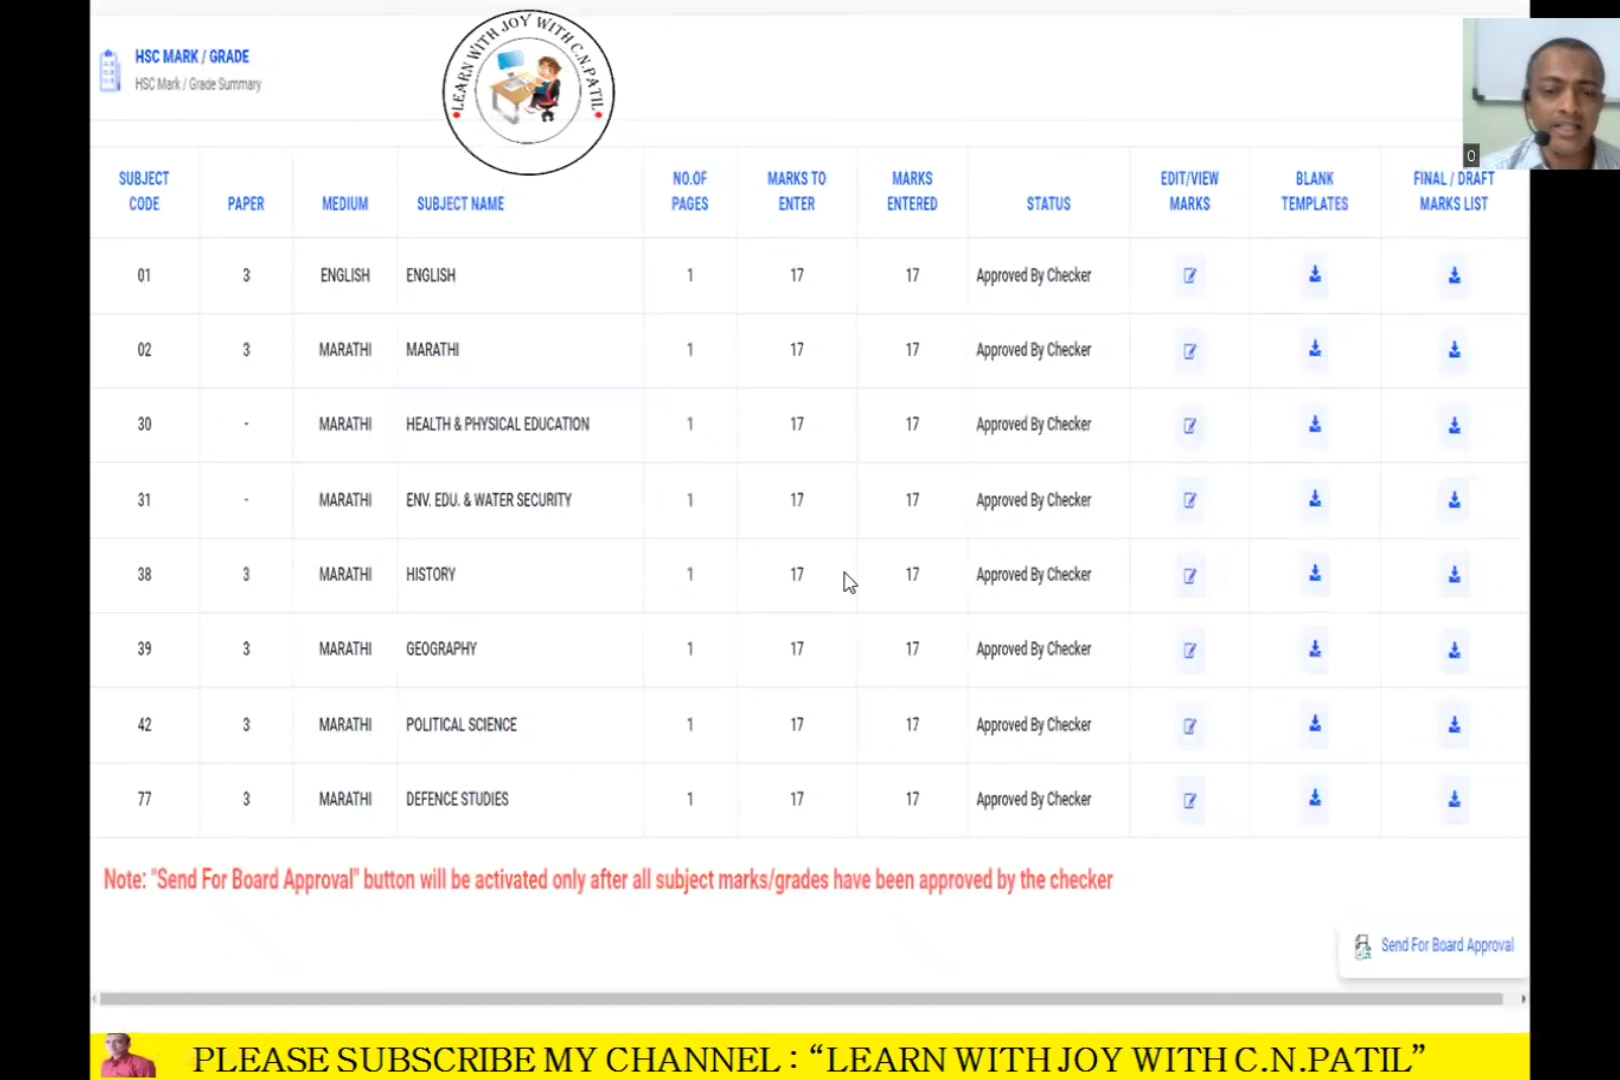 HSC MARK / GRADE
HSC Mark / Grade Summary
LEARN WITH JOY WITH C.N.PATIL
0
SUBJECT CODE PAPER MEDIUM SUBJECT NAME NO.OF PAGES MARKS TO ENTER MARKS ENTERED STATUS EDIT/VIEW MARKS BLANK TEMPLATES FINAL / DRAFT MARKS LIST
01 3 ENGLISH ENGLISH 1 17 17 Approved By Checker
02 3 MARATHI MARATHI 1 17 17 Approved By Checker
30 - MARATHI HEALTH & PHYSICAL EDUCATION 1 17 17 Approved By Checker
31 - MARATHI ENV. EDU. & WATER SECURITY 1 17 17 Approved By Checker
38 3 MARATHI HISTORY 1 17 17 Approved By Checker
39 3 MARATHI GEOGRAPHY 1 17 17 Approved By Checker
42 3 MARATHI POLITICAL SCIENCE 1 17 17 Approved By Checker
77 3 MARATHI DEFENCE STUDIES 1 17 17 Approved By Checker
Note: "Send For Board Approval" button will be activated only after all subject marks/grades have been approved by the checker
Send For Board Approval
PLEASE SUBSCRIBE MY CHANNEL : “LEARN WITH JOY WITH C.N.PATIL”